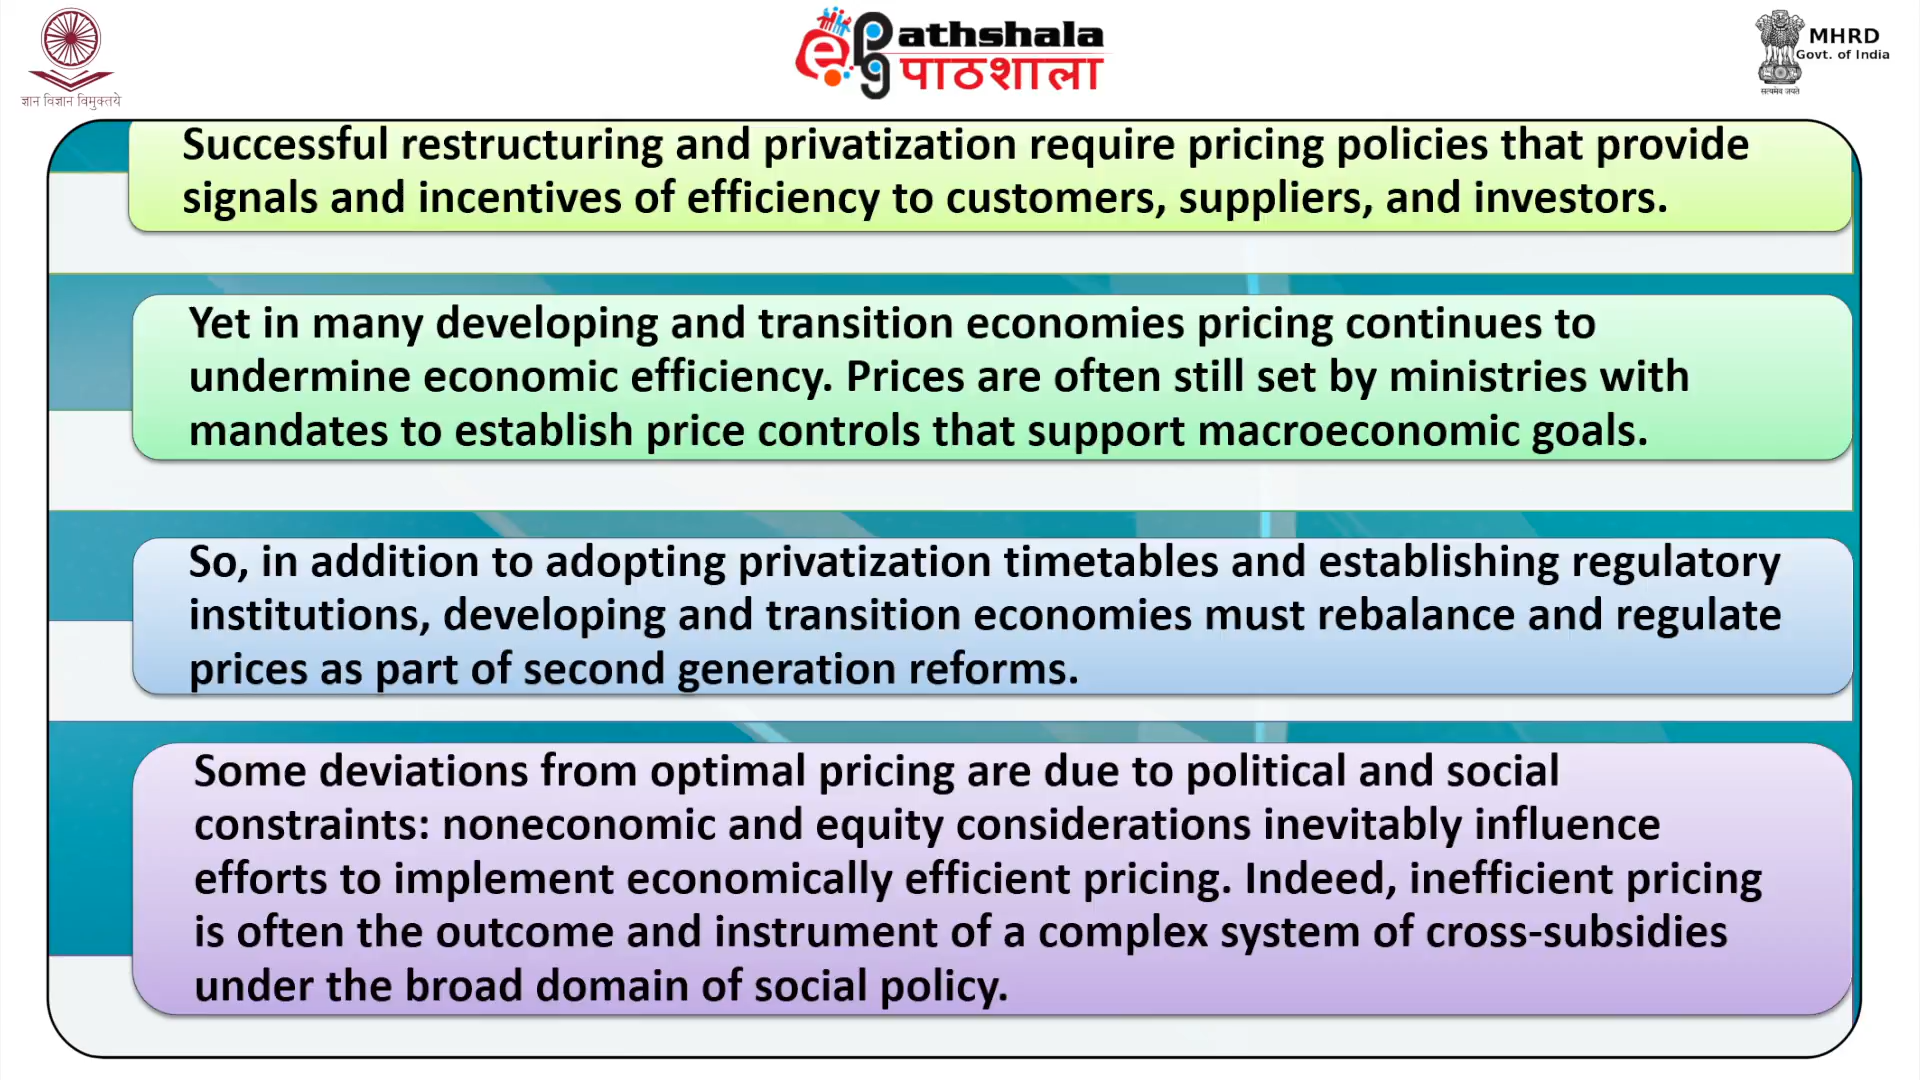 ज्ञान विज्ञान विमुक्तये
ePG Pathshala
पाठशाला
MHRD
Govt. of India
सत्यमेव जयते
Successful restructuring and privatization require pricing policies that provide
signals and incentives of efficiency to customers, suppliers, and investors.
Yet in many developing and transition economies pricing continues to
undermine economic efficiency. Prices are often still set by ministries with
mandates to establish price controls that support macroeconomic goals.
So, in addition to adopting privatization timetables and establishing regulatory
institutions, developing and transition economies must rebalance and regulate
prices as part of second generation reforms.
Some deviations from optimal pricing are due to political and social
constraints: noneconomic and equity considerations inevitably influence
efforts to implement economically efficient pricing. Indeed, inefficient pricing
is often the outcome and instrument of a complex system of cross-subsidies
under the broad domain of social policy.